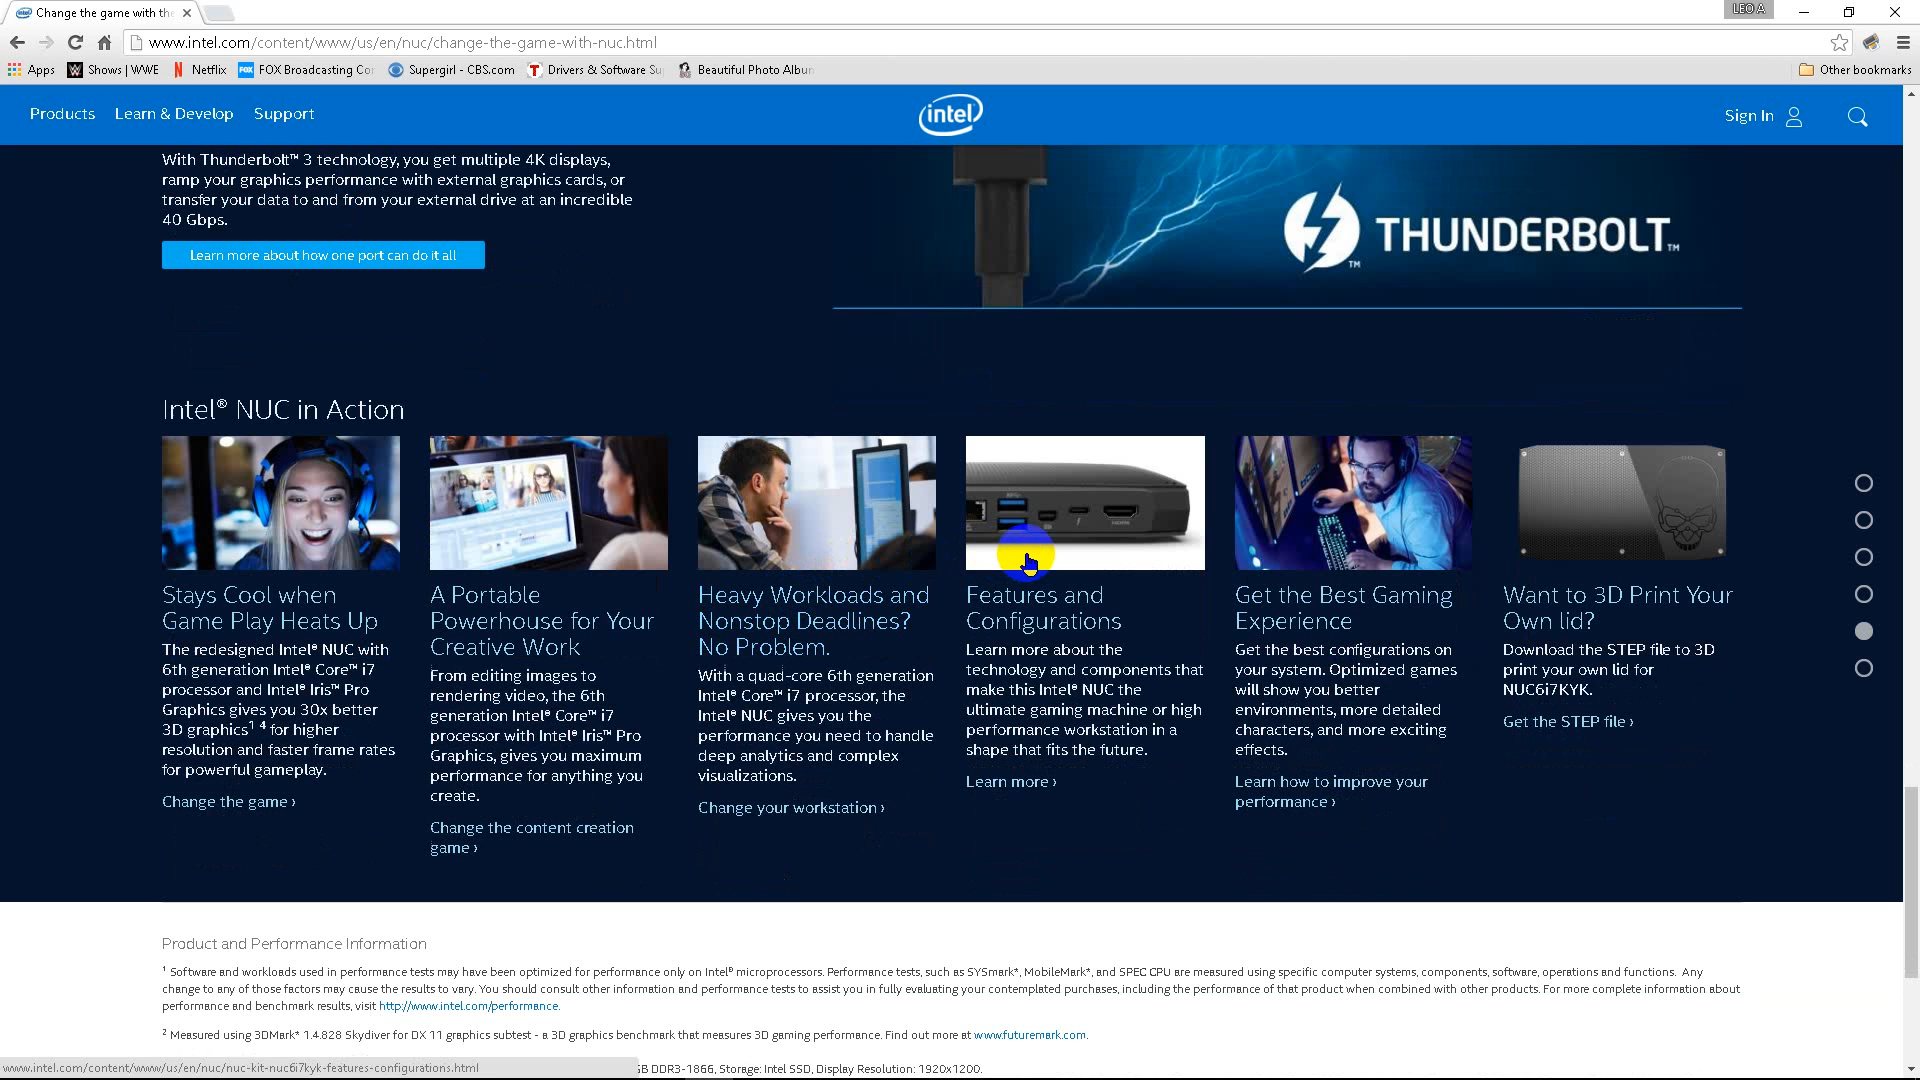 Change the game with the
LEO A
www.intel.com/content/www/us/en/nuc/change-the-game-with-nuc.html
Apps
Shows | WWE
Netflix
FOX FOX Broadcasting Co
Supergirl - CBS.com
T Drivers & Software Su
Beautiful Photo Albu
Other bookmarks
Products Learn & Develop Support
intel
Sign In
With Thunderbolt™ 3 technology, you get multiple 4K displays,
ramp your graphics performance with external graphics cards, or
transfer your data to and from your external drive at an incredible
40 Gbps.
Learn more about how one port can do it all
THUNDERBOLT™
Intel® NUC in Action
Stays Cool when
Game Play Heats Up
The redesigned Intel® NUC with
6th generation Intel® Core™ i7
processor and Intel® Iris™ Pro
Graphics gives you 30x better
3D graphics¹ ⁴ for higher
resolution and faster frame rates
for powerful gameplay.
Change the game ›
A Portable
Powerhouse for Your
Creative Work
From editing images to
rendering video, the 6th
generation Intel® Core™ i7
processor with Intel® Iris™ Pro
Graphics, gives you maximum
performance for anything you
create.
Change the content creation
game ›
Heavy Workloads and
Nonstop Deadlines?
No Problem.
With a quad-core 6th generation
Intel® Core™ i7 processor, the
Intel® NUC gives you the
performance you need to handle
deep analytics and complex
visualizations.
Change your workstation ›
HDMI
Features and
Configurations
Learn more about the
technology and components that
make this Intel® NUC the
ultimate gaming machine or high
performance workstation in a
shape that fits the future.
Learn more ›
Get the Best Gaming
Experience
Get the best configurations on
your system. Optimized games
will show you better
environments, more detailed
characters, and more exciting
effects.
Learn how to improve your
performance ›
Want to 3D Print Your
Own lid?
Download the STEP file to 3D
print your own lid for
NUC6i7KYK.
Get the STEP file ›
Product and Performance Information
¹ Software and workloads used in performance tests may have been optimized for performance only on Intel® microprocessors. Performance tests, such as SYSmark*, MobileMark*, and SPEC CPU are measured using specific computer systems, components, software, operations and functions. Any
change to any of those factors may cause the results to vary. You should consult other information and performance tests to assist you in fully evaluating your contemplated purchases, including the performance of that product when combined with other products. For more complete information about
performance and benchmark results, visit http://www.intel.com/performance.
² Measured using 3DMark* 1.4.828 Skydiver for DX 11 graphics subtest - a 3D graphics benchmark that measures 3D gaming performance. Find out more at www.futuremark.com.
www.intel.com/content/www/us/en/nuc/nuc-kit-nuc6i7kyk-features-configurations.html
GB DDR3-1866, Storage: Intel SSD, Display Resolution: 1920x1200.